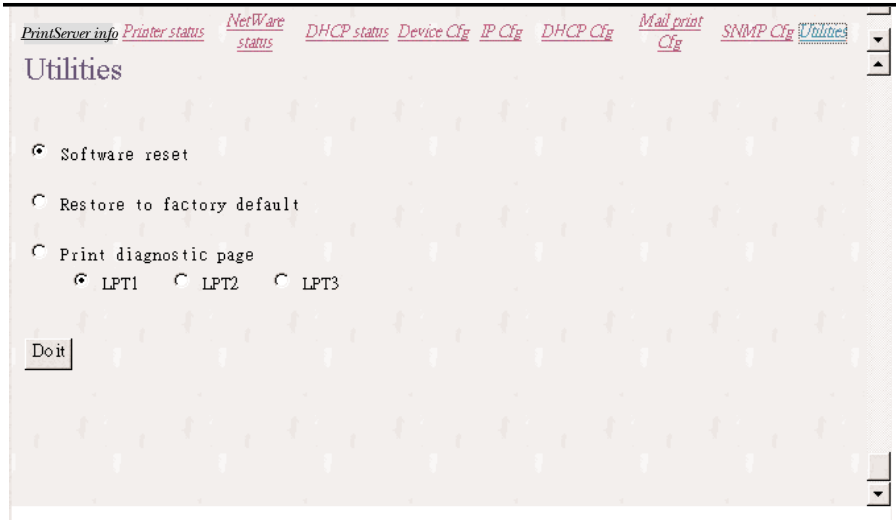 PrintServer info Printer status NetWare status DHCP status Device Cfg IP Cfg DHCP Cfg Mail print Cfg SNMP Cfg Utilities
Utilities
Software reset
Restore to factory default
Print diagnostic page
LPT1 LPT2 LPT3
Do it